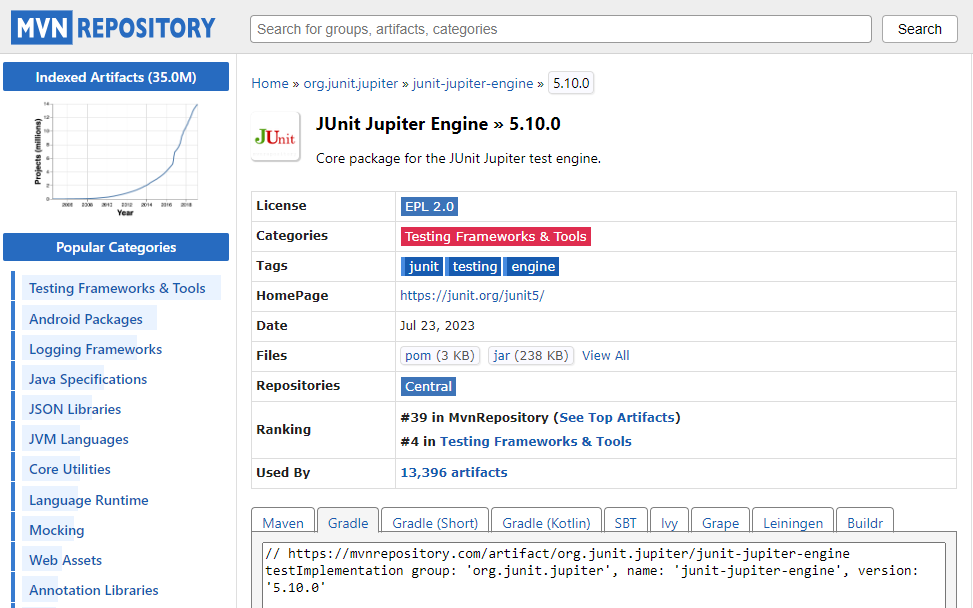 MVN REPOSITORY
Search for groups, artifacts, categories
Search
Indexed Artifacts (35.0M)
Projects (millions)
14
12
10
8
6
4
2
0
2006 2008 2010 2012 2014 2016 2018
Year
Popular Categories
Testing Frameworks & Tools
Android Packages
Logging Frameworks
Java Specifications
JSON Libraries
JVM Languages
Core Utilities
Language Runtime
Mocking
Web Assets
Annotation Libraries
Home » org.junit.jupiter » junit-jupiter-engine » 5.10.0
JUnit
JUnit Jupiter Engine » 5.10.0
Core package for the JUnit Jupiter test engine.
License EPL 2.0
Categories Testing Frameworks & Tools
Tags junit testing engine
HomePage https://junit.org/junit5/
Date Jul 23, 2023
Files pom (3 KB) jar (238 KB) View All
Repositories Central
Ranking #39 in MvnRepository (See Top Artifacts)
#4 in Testing Frameworks & Tools
Used By 13,396 artifacts
Maven Gradle Gradle (Short) Gradle (Kotlin) SBT Ivy Grape Leiningen Buildr
// https://mvnrepository.com/artifact/org.junit.jupiter/junit-jupiter-engine
testImplementation group: 'org.junit.jupiter', name: 'junit-jupiter-engine', version:
'5.10.0'